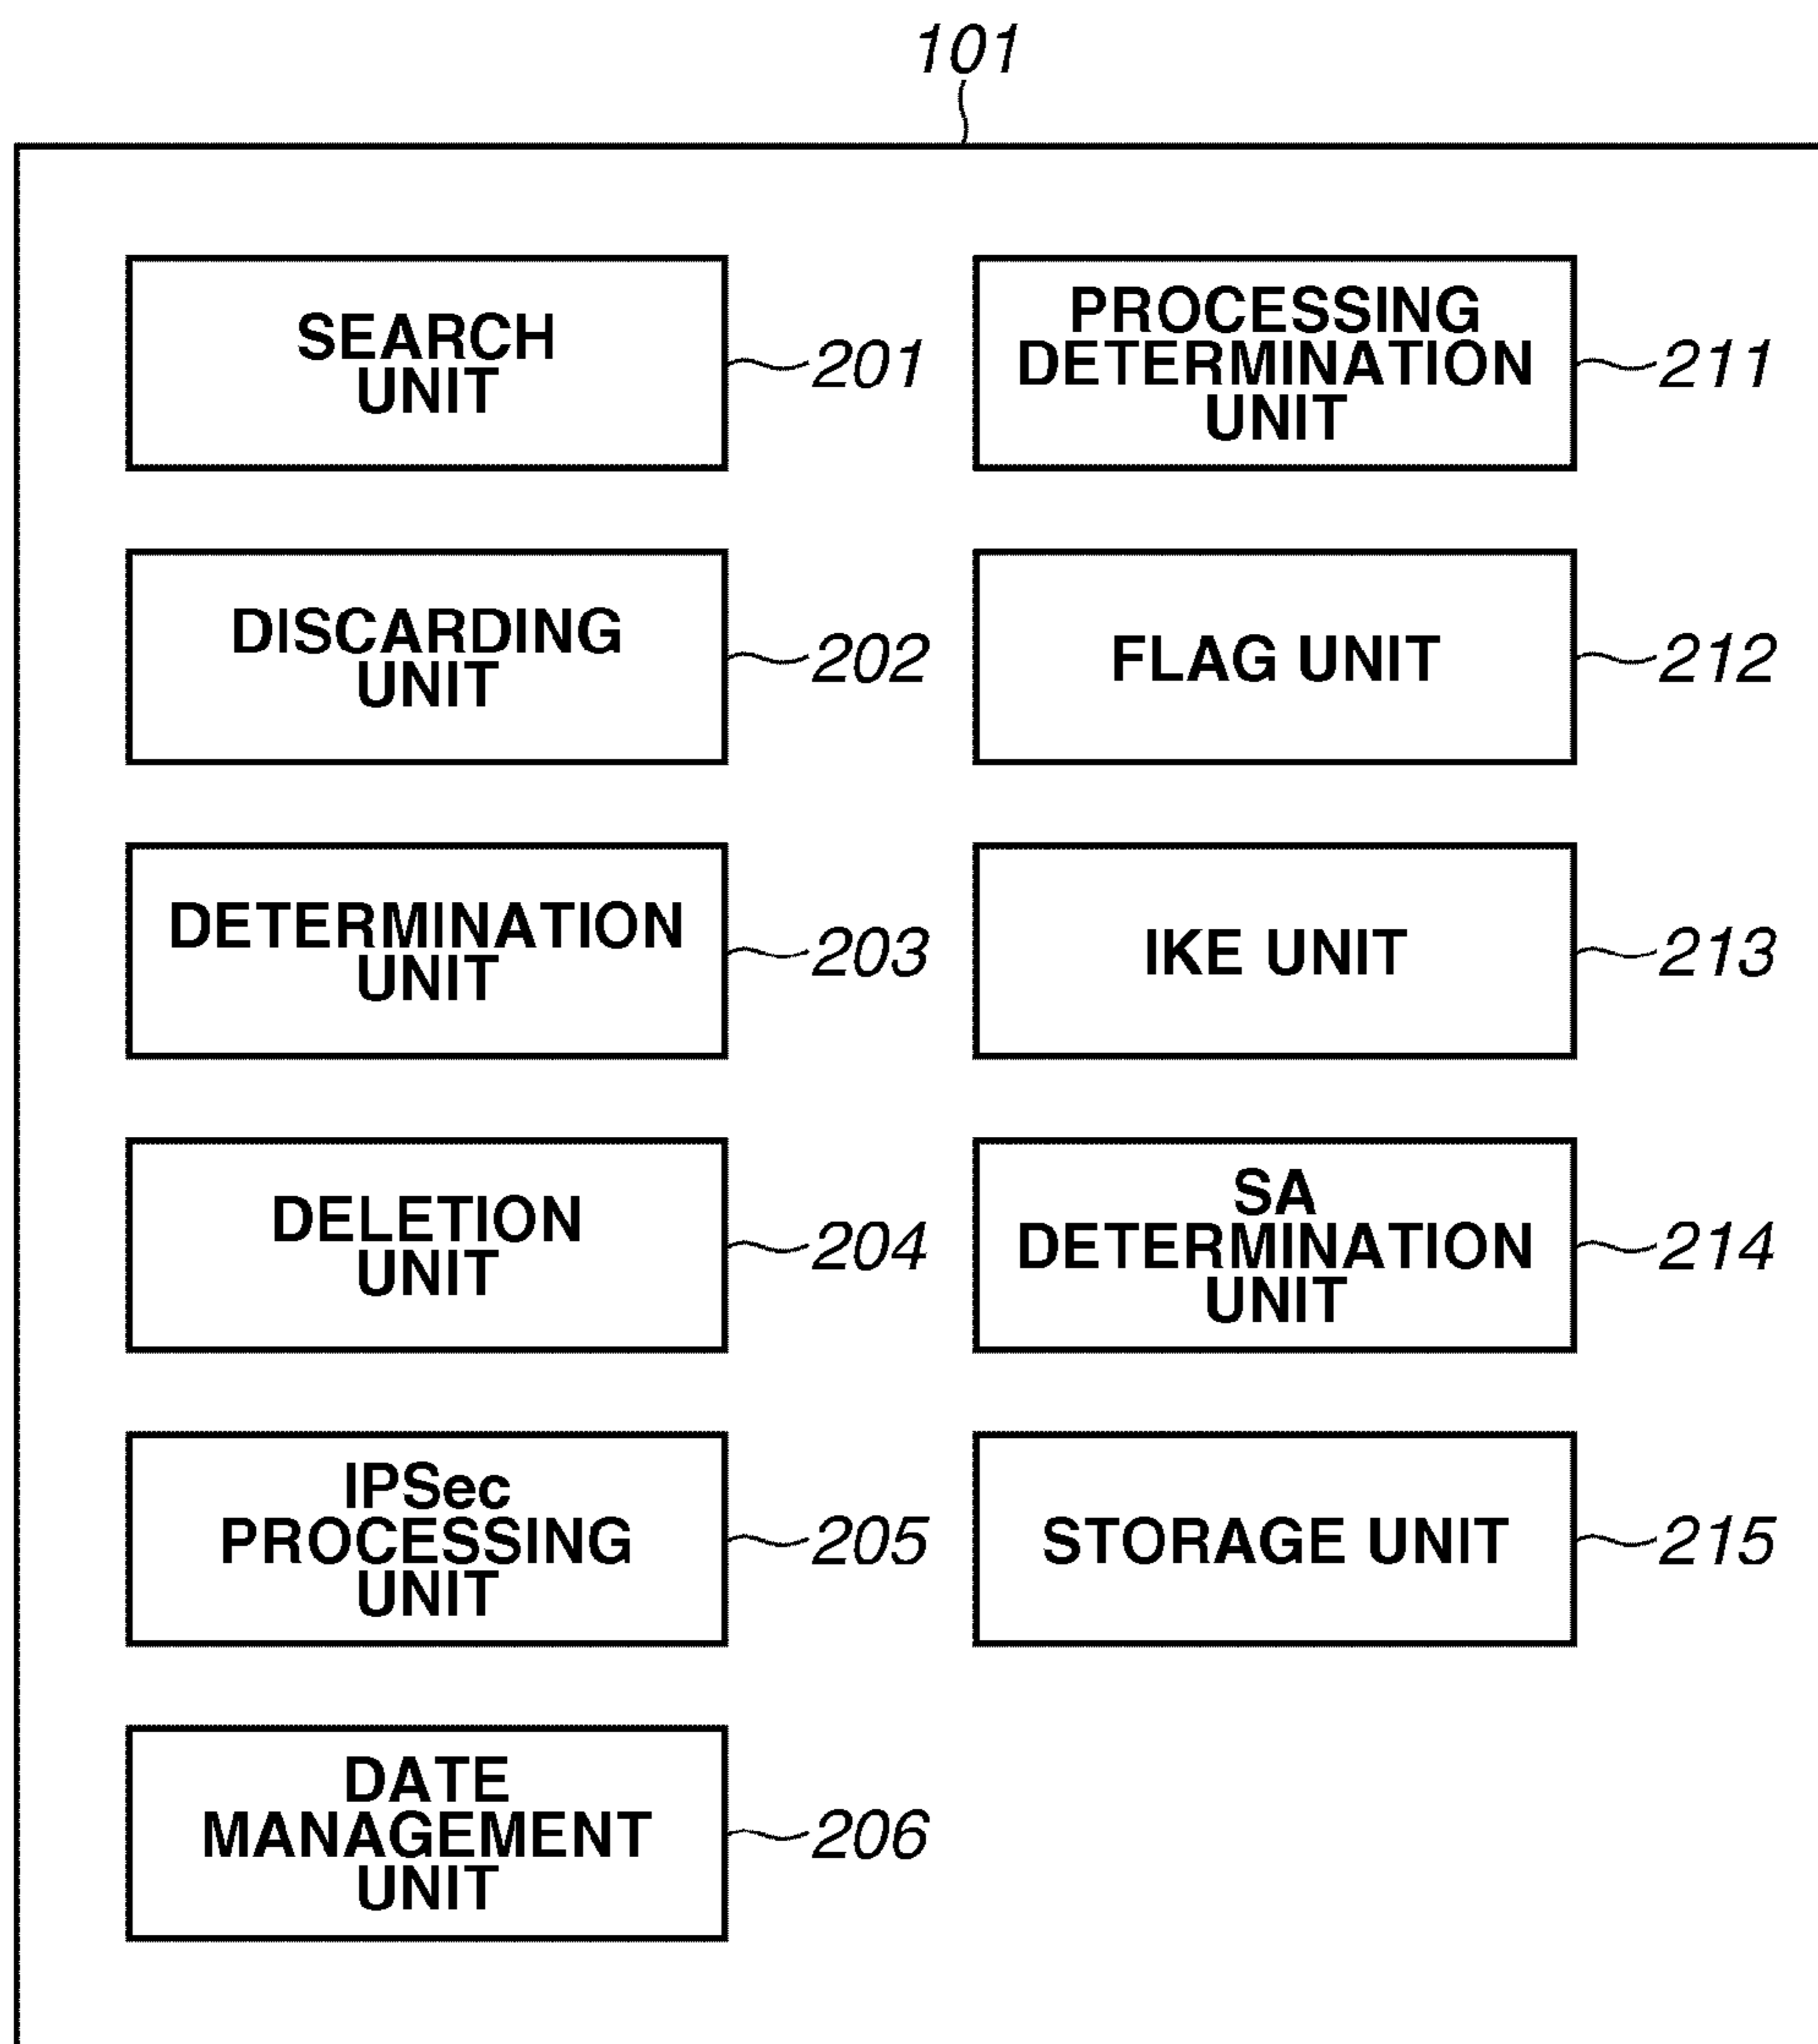 101
SEARCH
UNIT
201
DISCARDING
UNIT
202
DETERMINATION
UNIT
203
DELETION
UNIT
204
IPSec
PROCESSING
UNIT
205
DATE
MANAGEMENT
UNIT
206
PROCESSING
DETERMINATION
UNIT
211
FLAG UNIT
212
IKE UNIT
213
SA
DETERMINATION
UNIT
214
STORAGE UNIT
215